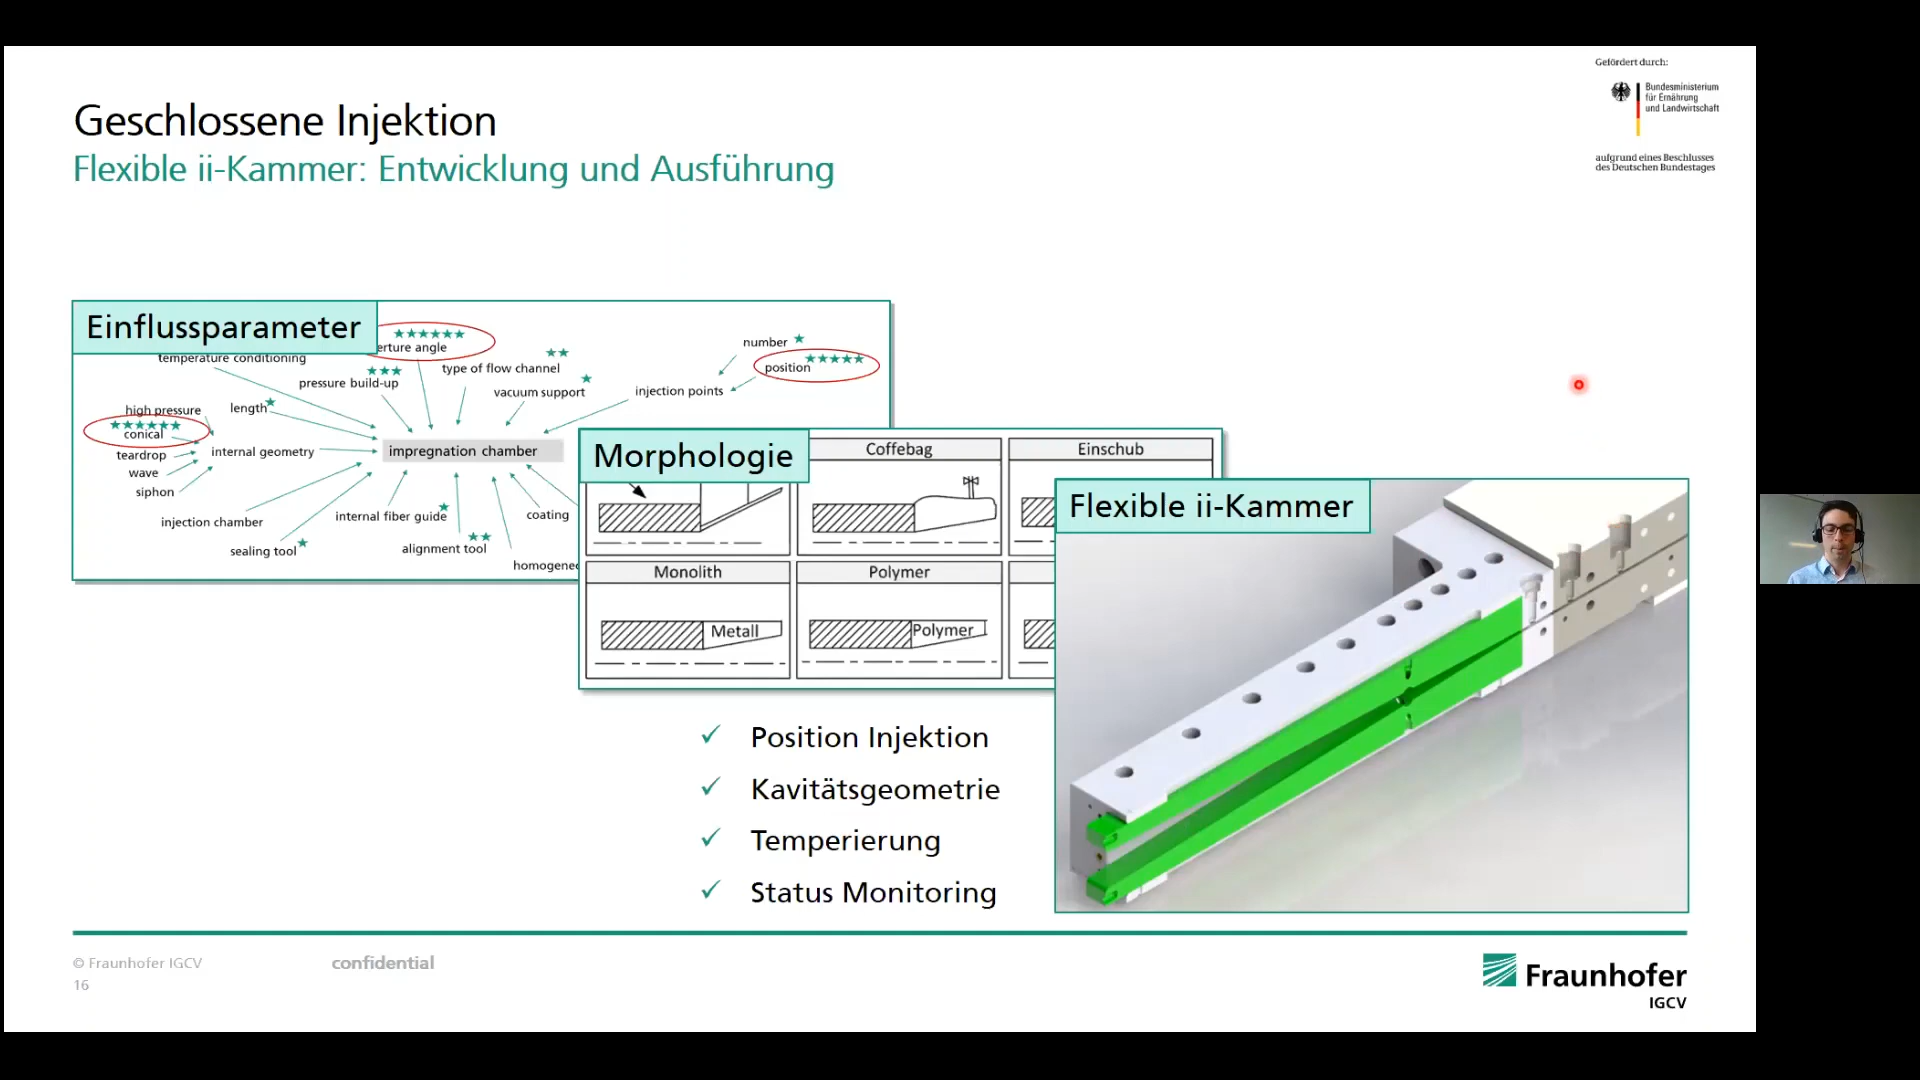 Gefördert durch:
Bundesministerium
für Ernährung
und Landwirtschaft
aufgrund eines Beschlusses
des Deutschen Bundestages
Geschlossene Injektion
Flexible ii-Kammer: Entwicklung und Ausführung
Einflussparameter
temperature conditioning
erture angle
pressure build-up
type of flow channel
vacuum support
number
position
injection points
high pressure
length
conical
teardrop
wave
siphon
internal geometry
impregnation chamber
injection chamber
sealing tool
internal fiber guide
alignment tool
coating
homogene
Morphologie
Coffebag
Einschub
Monolith
Polymer
Metall
Polymer
Flexible ii-Kammer
✓ Position Injektion
✓ Kavitätsgeometrie
✓ Temperierung
✓ Status Monitoring
© Fraunhofer IGCV
confidential
16
Fraunhofer
IGCV